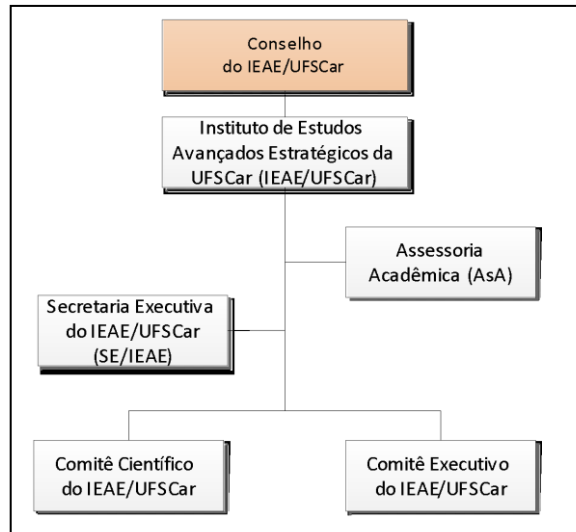 Conselho
do IEAE/UFSCar
Instituto de Estudos
Avançados Estratégicos da
UFSCar (IEAE/UFSCar)
Assessoria
Acadêmica (AsA)
Secretaria Executiva
do IEAE/UFSCar
(SE/IEAE)
Comitê Científico
do IEAE/UFSCar
Comitê Executivo
do IEAE/UFSCar